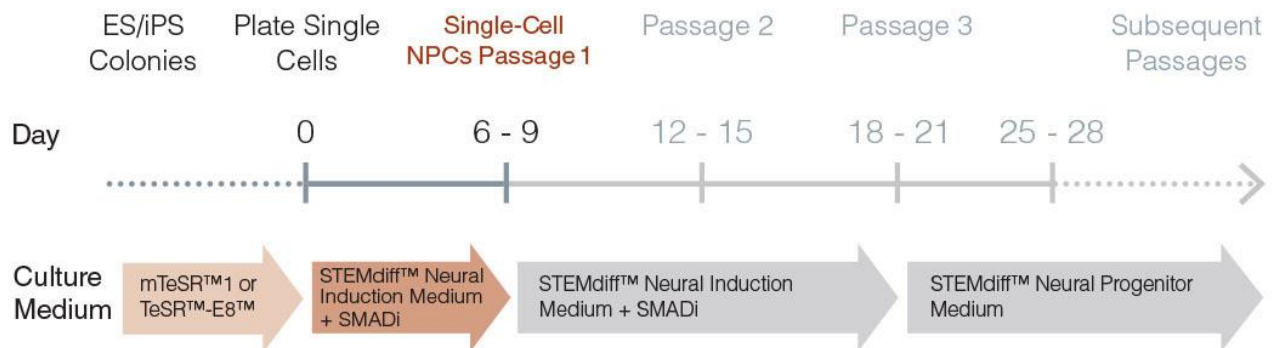 ES/iPS
Colonies
Plate Single
Cells
Single-Cell
NPCs Passage 1
Passage 2
Passage 3
Subsequent
Passages
Day
0
6 - 9
12 - 15
18 - 21
25 - 28
Culture
Medium
mTeSR™1 or
TeSR™-E8™
STEMdiff™ Neural
Induction Medium
+ SMADi
STEMdiff™ Neural Induction
Medium + SMADi
STEMdiff™ Neural Progenitor
Medium